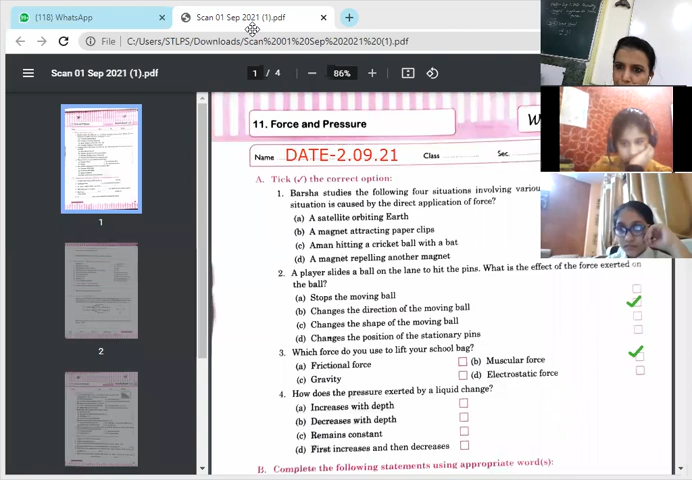 (118) WhatsApp
Scan 01 Sep 2021 (1).pdf
File C:/Users/STLPS/Downloads/Scan%2001%20Sep%202021%20(1).pdf
Scan 01 Sep 2021 (1).pdf
1 / 4
86%
11. Force and Pressure
W
Name DATE-2.09.21 Class Sec.
A. Tick (✓) the correct option:
1. Barsha studies the following four situations involving variou
situation is caused by the direct application of force?
(a) A satellite orbiting Earth
(b) A magnet attracting paper clips
(c) Aman hitting a cricket ball with a bat
(d) A magnet repelling another magnet
2. A player slides a ball on the lane to hit the pins. What is the effect of the force exerted on
the ball?
(a) Stops the moving ball
(b) Changes the direction of the moving ball
(c) Changes the shape of the moving ball
(d) Changes the position of the stationary pins
3. Which force do you use to lift your school bag?
(a) Frictional force (b) Muscular force
(c) Gravity (d) Electrostatic force
4. How does the pressure exerted by a liquid change?
(a) Increases with depth
(b) Decreases with depth
(c) Remains constant
(d) First increases and then decreases
B. Complete the following statements using appropriate word(s):
1
2